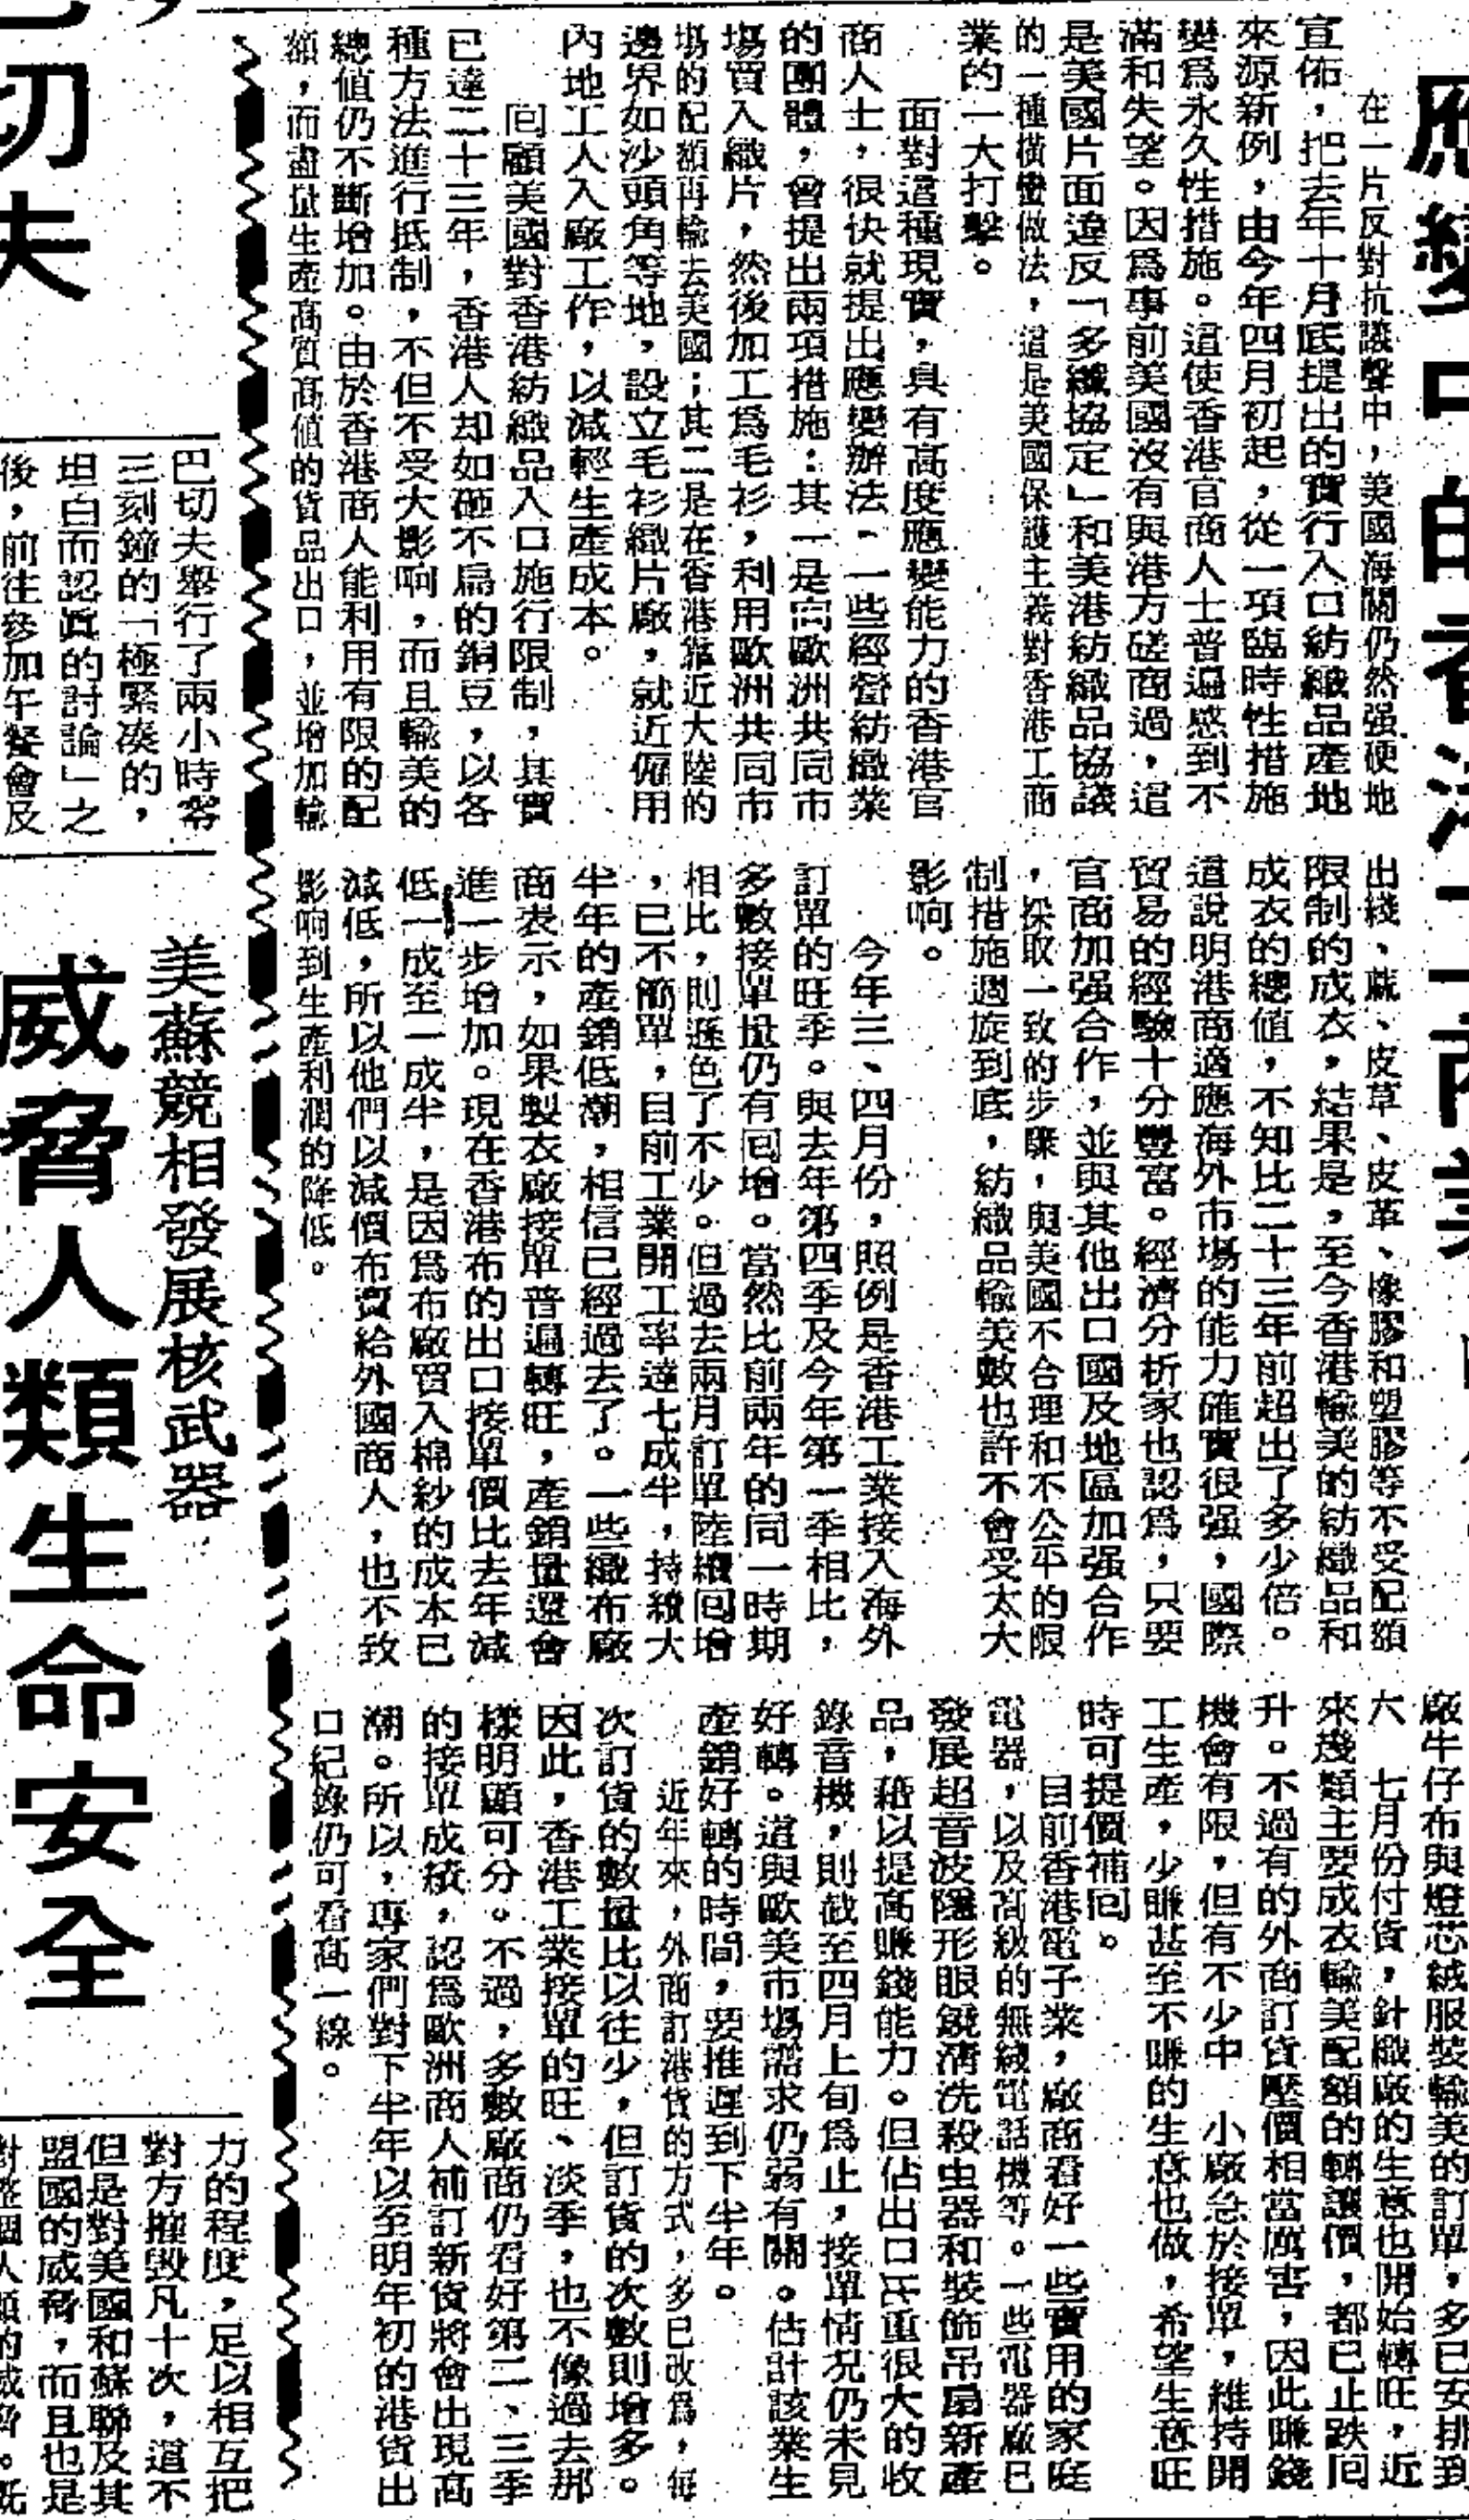 應變中的香港工商業
在一片反對抗議聲中，美國海關仍然强硬地
宣佈，把去年十月底提出的實行入口紡織品產地
來源新例，由今年四月初起，從一項臨時性措施
變爲永久性措施。這使香港官商人士普遍感到不
滿和失望。因爲事前美國沒有與港方磋商過，這
是美國片面違反「多纖協定」和美港紡織品協議
的一種橫蠻做法，這是美國保護主義對香港工商
業的一大打擊。
面對這種現實，具有高度應變能力的香港官
商人士，很快就提出應變辦法，一些經營紡織業
的團體，曾提出兩項措施：其一是向歐洲共同市
場買入織片，然後加工爲毛衫，利用歐洲共同市
塲的配額再輸去美國；其二是在香港靠近大陸的
邊界如沙頭角等地，設立毛衫織片廠，就近僱用
內地工人入廠工作，以減輕生產成本。
回顧美國對香港紡織品入口施行限制，其實
已達二十三年，香港人却如砸不扁的銅豆，以各
種方法進行抵制，不但不受大影响，而且輸美的
總值仍不斷增加。由於香港商人能利用有限的配
額，而盡量生產高質高値的貨品出口，並增加輸
出綫、蔴、皮草、皮革、橡膠和塑膠等不受配額
限制的成衣，結果是，至今香港輸美的紡織品和
成衣的總值，不知比二十三年前超出了多少倍。
這說明港商適應海外市場的能力確實很强，國際
貿易的經驗十分豐富。經濟分析家也認爲，只要
官商加强合作，並與其他出口國及地區加强合作
，採取一致的步驟，與美國不合理和不公平的限
制措施週旋到底，紡織品輸美數也許不會受太大
影响。
今年三、四月份，照例是香港工業接入海外
訂單的旺季。與去年第四季及今年第一季相比，
多數接單量仍有回增。當然比前兩年的同一時期
相比，則遜色了不少。但過去兩月訂單陸續回增
，已不簡單，目前工業開工率達七成半，持續大
半年的產銷低潮，相信已經過去了。一些織布廠
商表示，如果製衣廠接單普遍轉旺，產銷量還會
進一步增加。現在香港布的出口接單價比去年減
低一成至一成半，是因爲布廠買入棉紗的成本已
減低，所以他們以減價布賣給外國商人，也不致
影响到生產利潤的降低。
廠牛仔布與燈芯絨服裝輸美的訂單，多已安排到
六　七月份付貨，針織廠的生意也開始轉旺，近
來幾類主要成衣輸美配額的轉讓價，都已止跌回
升。不過有的外商訂貨壓價相當厲害，因此賺錢
機會有限，但有不少中　小廠急於接單，維持開
工生產，少賺甚至不賺的生意也做，希望生意旺
時可提價補回。
目前香港電子業，廠商看好一些實用的家庭
電器，以及高級的無綫電話機等。一些電器廠已
發展超音波隱形眼鏡清洗殺虫器和裝飾吊扇新產
品，藉以提高賺錢能力。但佔出口比重很大的收
錄音機，則截至四月上旬爲止，接單情况仍未見
好轉。這與歐美市場需求仍弱有關。估計該業生
產銷好轉的時間，要推遲到下半年。
近年來，外商訂港貨的方式，多已改爲，每
次訂貨的數量比以往少，但訂貨的次數則增多。
因此，香港工業接單的旺、淡季，也不像過去那
樣明顯可分。不過，多數廠商仍看好第二、三季
的接單成績，認爲歐洲商人補訂新貨將會出現高
潮。所以，專家們對下半年以至明年初的港貨出
口紀錄仍可看高一線。
巴切夫
巴切夫舉行了兩小時零
三刻鐘的「極緊湊的，
坦白而認眞的討論」之
後，前往參加午餐會及
美蘇競相發展核武器
威脅人類生命安全
力的程度，足以相互把
對方摧毀凡十次，這不
但是對美國和蘇聯及其
盟國的威脅，而且也是
對整個人類的威脅。既